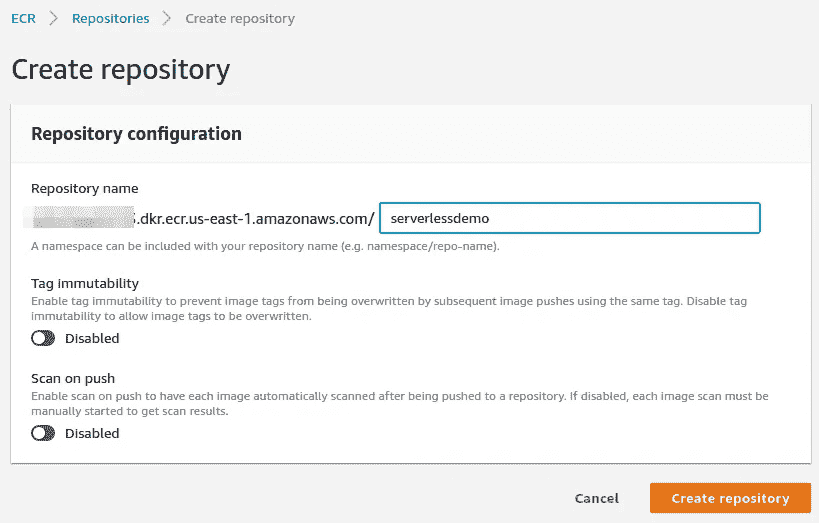 ECR > Repositories > Create repository
Create repository
Repository configuration
Repository name
.dkr.ecr.us-east-1.amazonaws.com/ serverlessdemo
A namespace can be included with your repository name (e.g. namespace/repo-name).
Tag immutability
Enable tag immutability to prevent image tags from being overwritten by subsequent image pushes using the same tag. Disable tag
immutability to allow image tags to be overwritten.
Disabled
Scan on push
Enable scan on push to have each image automatically scanned after being pushed to a repository. If disabled, each image scan must be
manually started to get scan results.
Disabled
Cancel Create repository